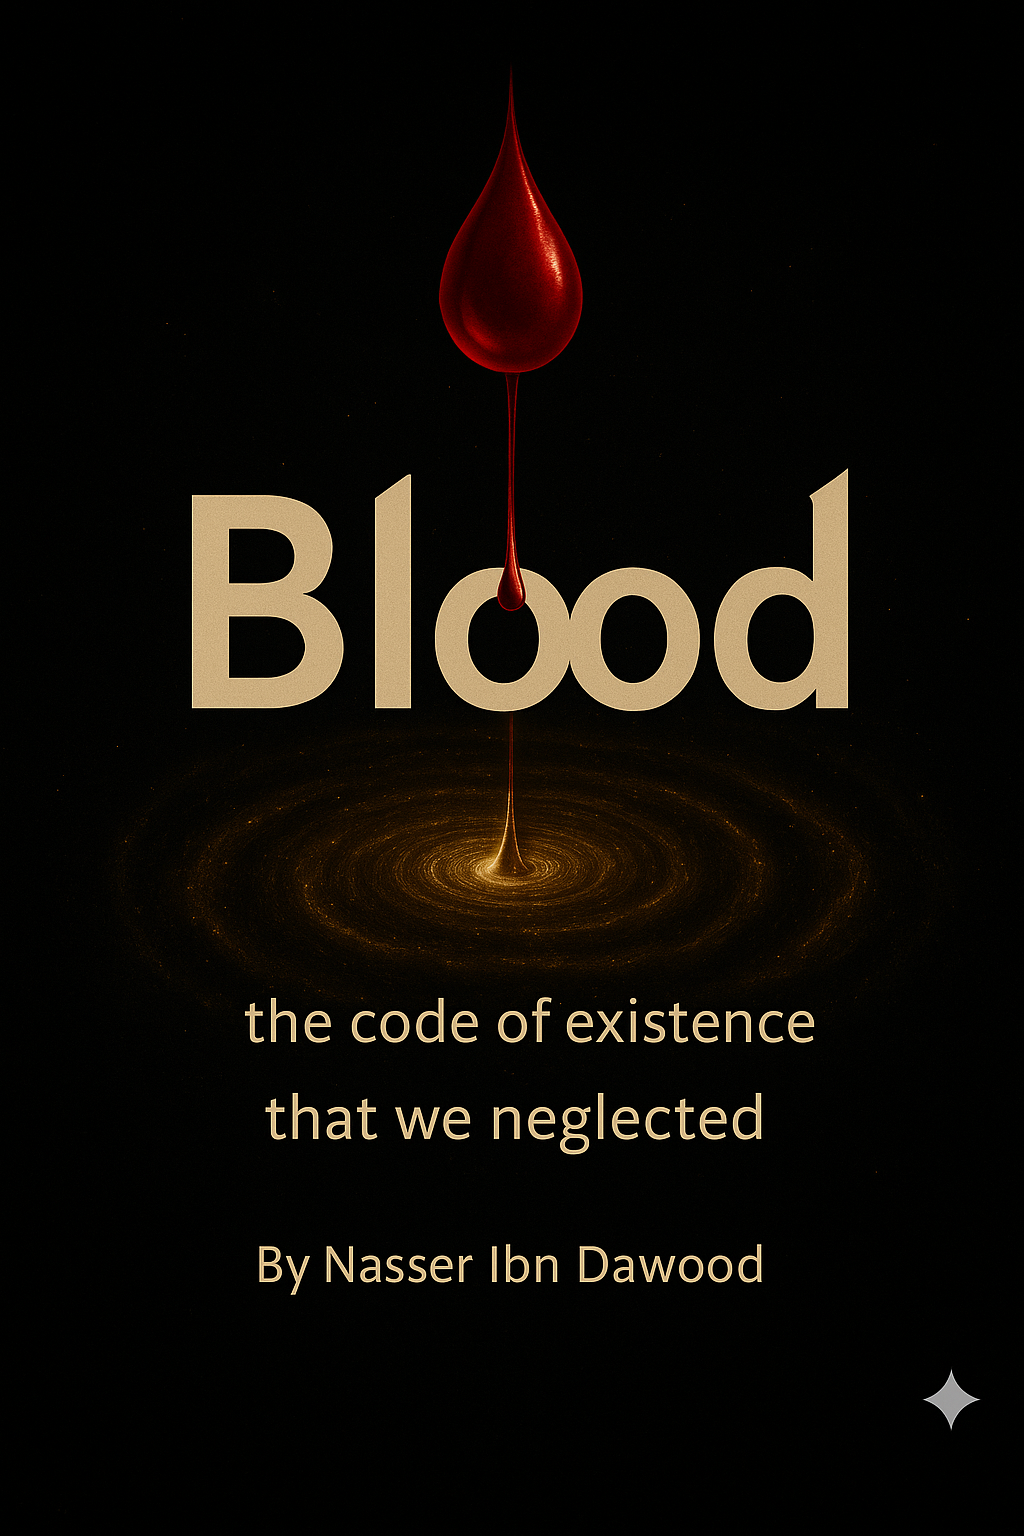 Blood
the code of existence
that we neglected
By Nasser Ibn Dawood